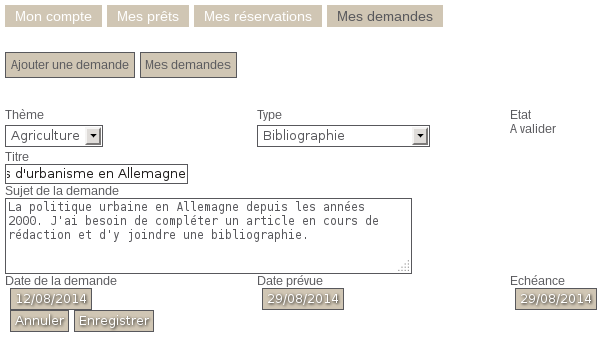 Mon compte Mes prêts Mes réservations Mes demandes
Ajouter une demande Mes demandes
Thème Type Etat
Agriculture Bibliographie A valider
Titre
s d'urbanisme en Allemagne
Sujet de la demande
La politique urbaine en Allemagne depuis les années
2000. J'ai besoin de compléter un article en cours de
rédaction et d'y joindre une bibliographie.
Date de la demande Date prévue Echéance
12/08/2014 29/08/2014 29/08/2014
Annuler Enregistrer